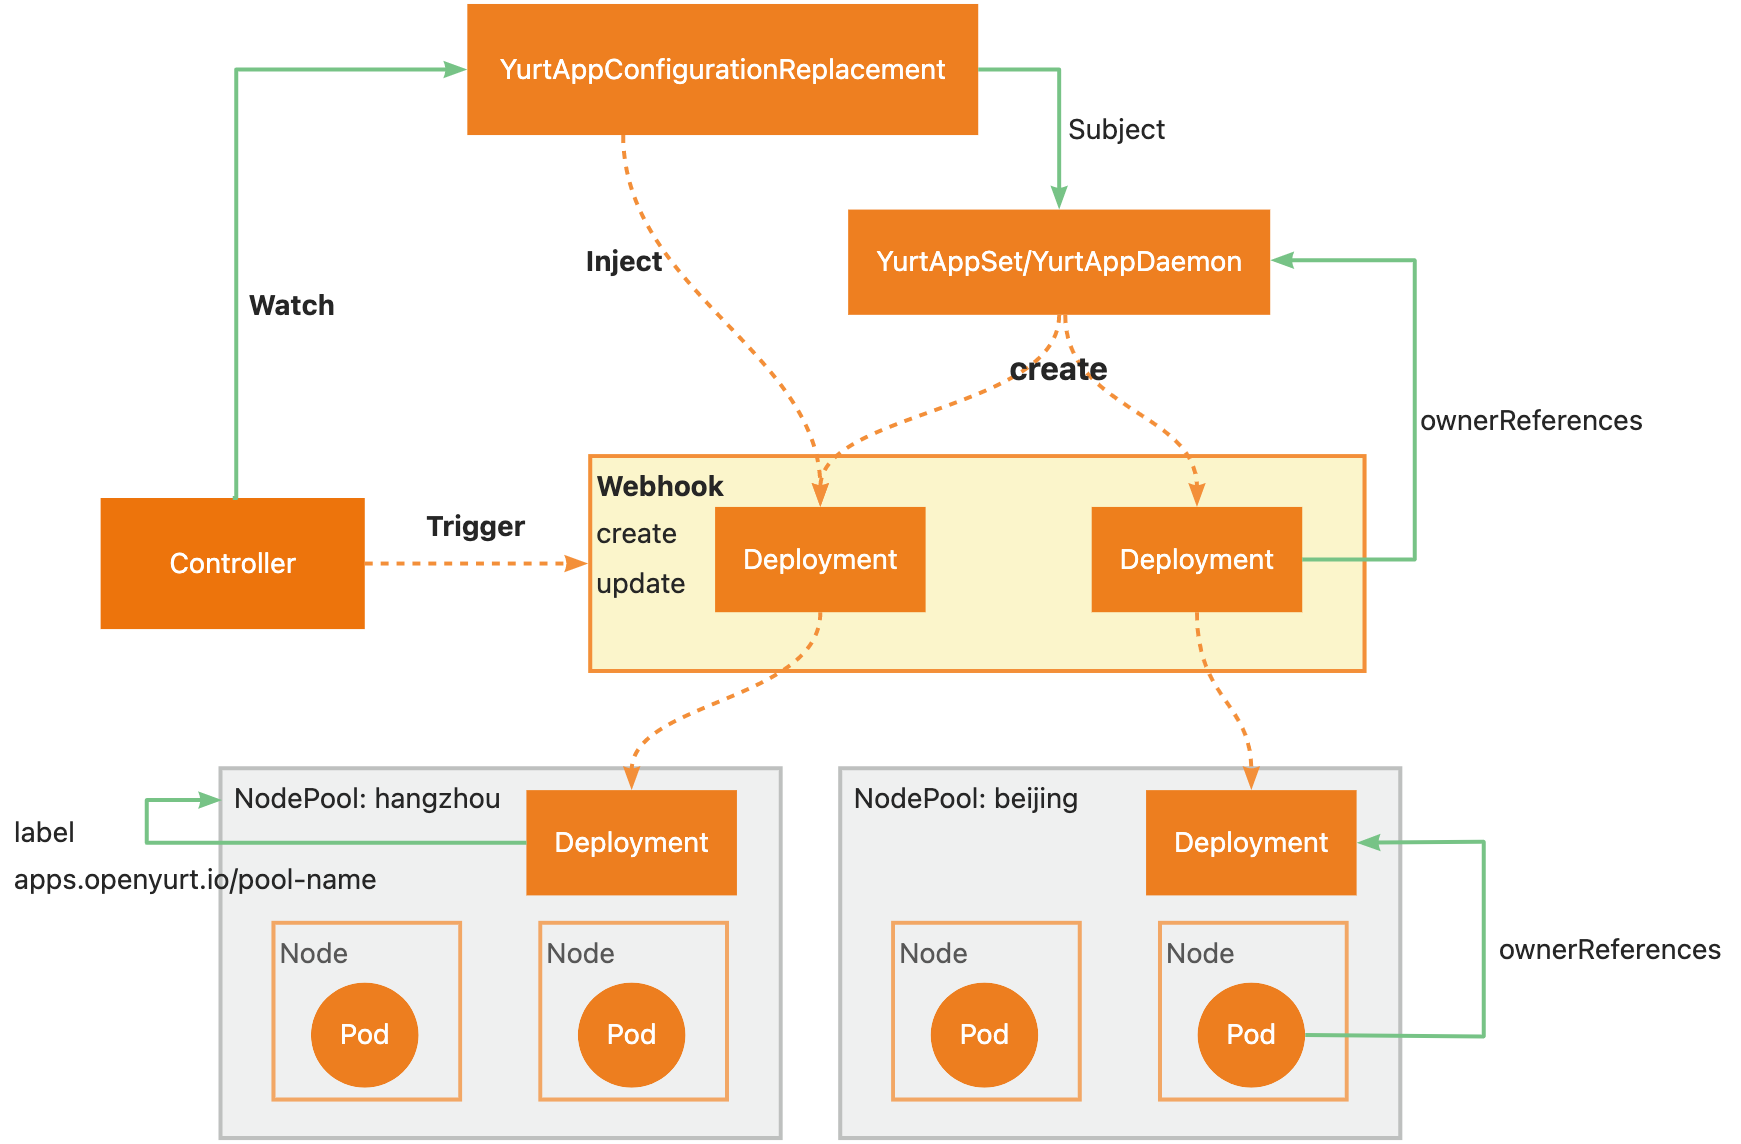 YurtAppConfigurationReplacement
Subject
Inject
YurtAppSet/YurtAppDaemon
Watch
create
ownerReferences
Webhook
Trigger
create
Controller
Deployment
Deployment
update
NodePool: hangzhou
NodePool: beijing
label
Deployment
Deployment
apps.openyurt.io/pool-name
Node
Node
Node
Node
ownerReferences
Pod
Pod
Pod
Pod